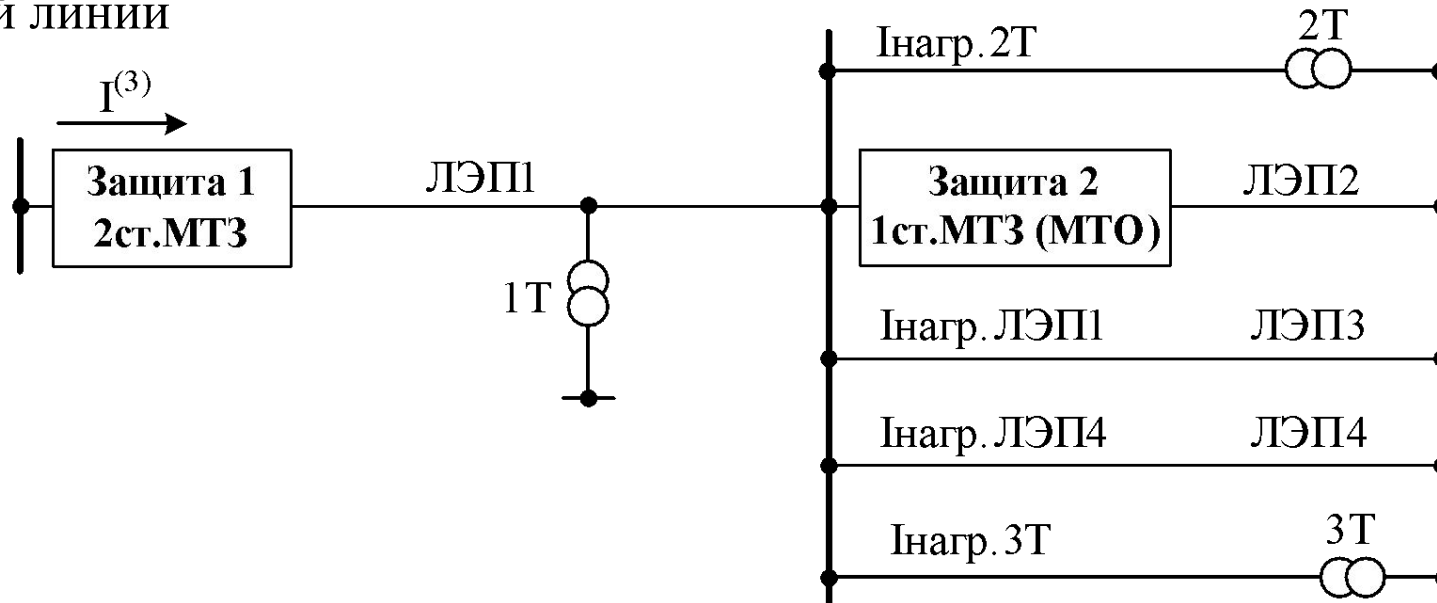 й линии
I(3)
Защита 1
2ст.МТЗ
ЛЭП1
1Т
Iнагр.2Т
2Т
Защита 2
1ст.МТЗ (МТО)
ЛЭП2
Iнагр.ЛЭП1
ЛЭП3
Iнагр.ЛЭП4
ЛЭП4
Iнагр.3Т
3Т